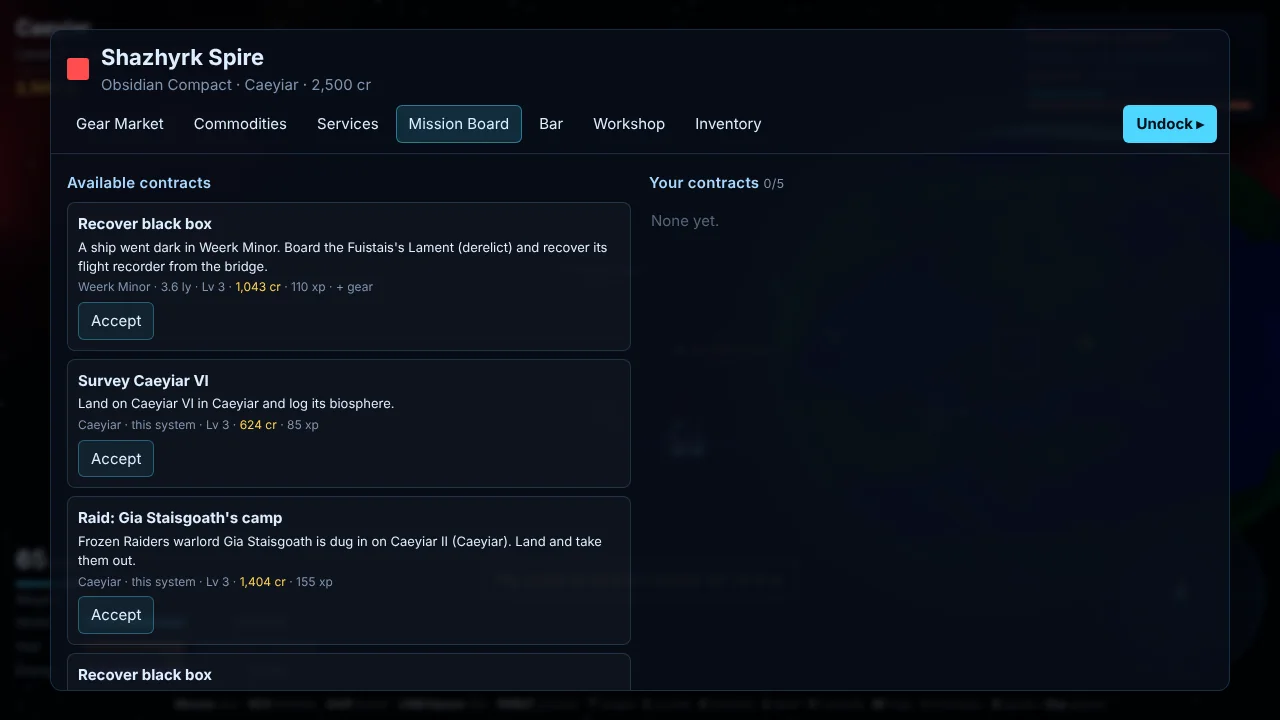 Shazhyrk Spire
Obsidian Compact · Caeyiar · 2,500 cr
Gear Market
Commodities
Services
Mission Board
Bar
Workshop
Inventory
Undock ▸
Available contracts
Recover black box
A ship went dark in Weerk Minor. Board the Fuistais's Lament (derelict) and recover its
flight recorder from the bridge.
Weerk Minor · 3.6 ly · Lv 3 · 1,043 cr · 110 xp · + gear
Accept
Survey Caeyiar VI
Land on Caeyiar VI in Caeyiar and log its biosphere.
Caeyiar · this system · Lv 3 · 624 cr · 85 xp
Accept
Raid: Gia Staisgoath's camp
Frozen Raiders warlord Gia Staisgoath is dug in on Caeyiar II (Caeyiar). Land and take
them out.
Caeyiar · this system · Lv 3 · 1,404 cr · 155 xp
Accept
Recover black box
Your contracts 0/5
None yet.